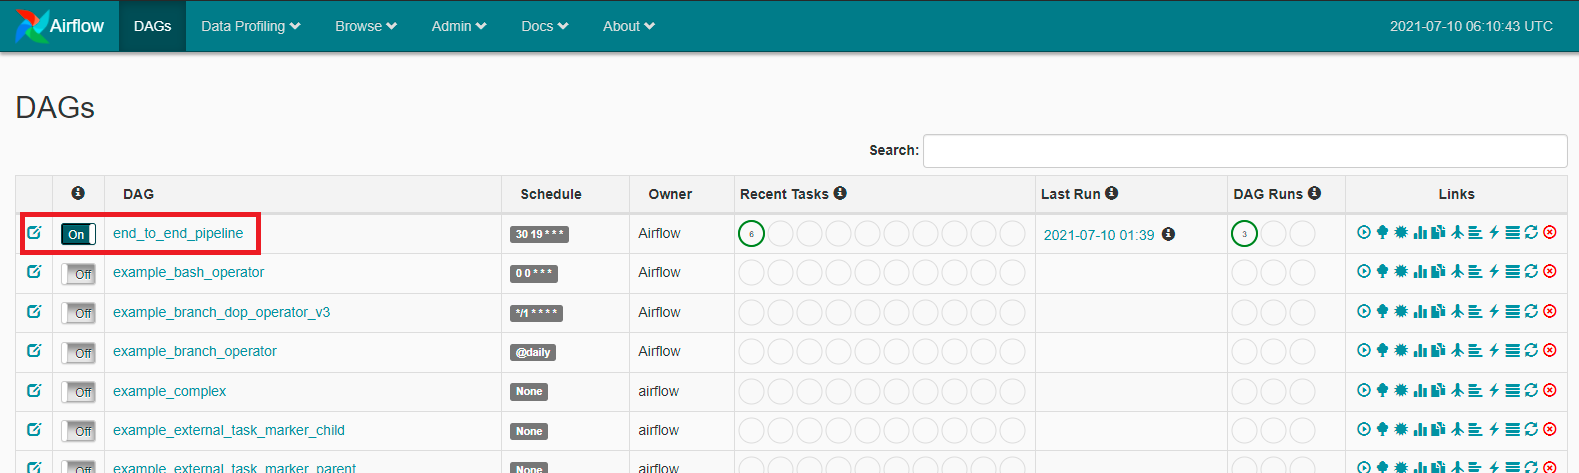 Airflow DAGs Data Profiling Browse Admin Docs About 2021-07-10 06:10:43 UTC
DAGs
Search:
DAG Schedule Owner Recent Tasks Last Run DAG Runs Links
On end_to_end_pipeline 30 19 * * * Airflow 6 2021-07-10 01:39 3
Off example_bash_operator 0 0 * * * Airflow
Off example_branch_dop_operator_v3 */1 * * * * Airflow
Off example_branch_operator @daily Airflow
Off example_complex None airflow
Off example_external_task_marker_child None airflow
Off example_external_task_marker_parent None airflow